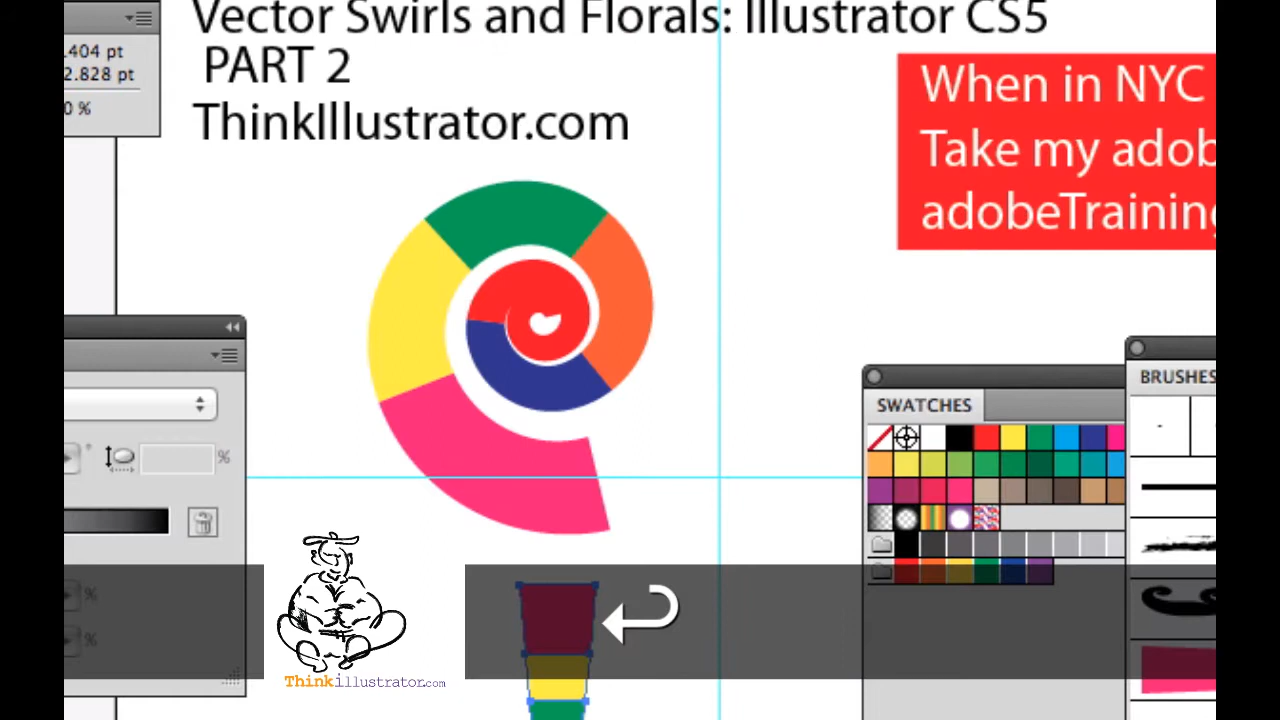 .404 pt
2.828 pt
0 %
Vector Swirls and Florals: Illustrator CS5
PART 2
ThinkIllustrator.com
When in NYC
Take my adob
adobeTraining
%
SWATCHES
BRUSHES
%
%
Thinkillustrator.com